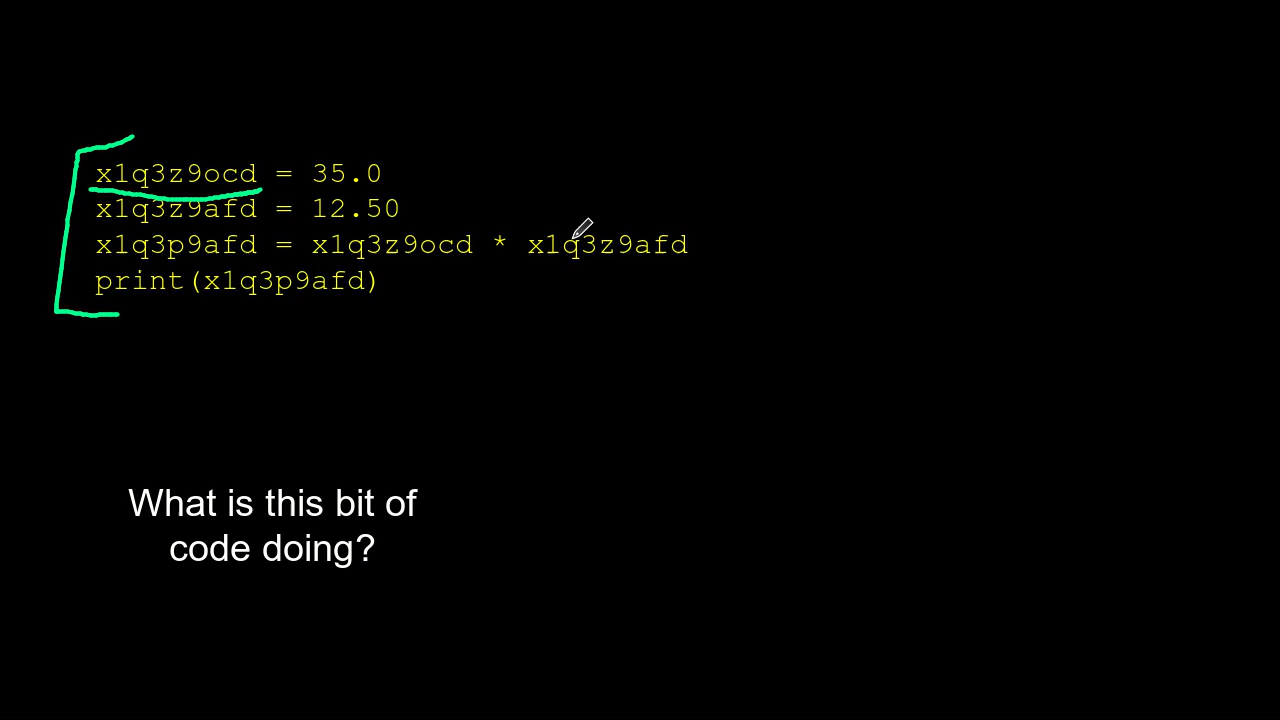 x1q3z9ocd = 35.0
x1q3z9afd = 12.50
x1q3p9afd = x1q3z9ocd * x1q3z9afd
print(x1q3p9afd)
What is this bit of
code doing?